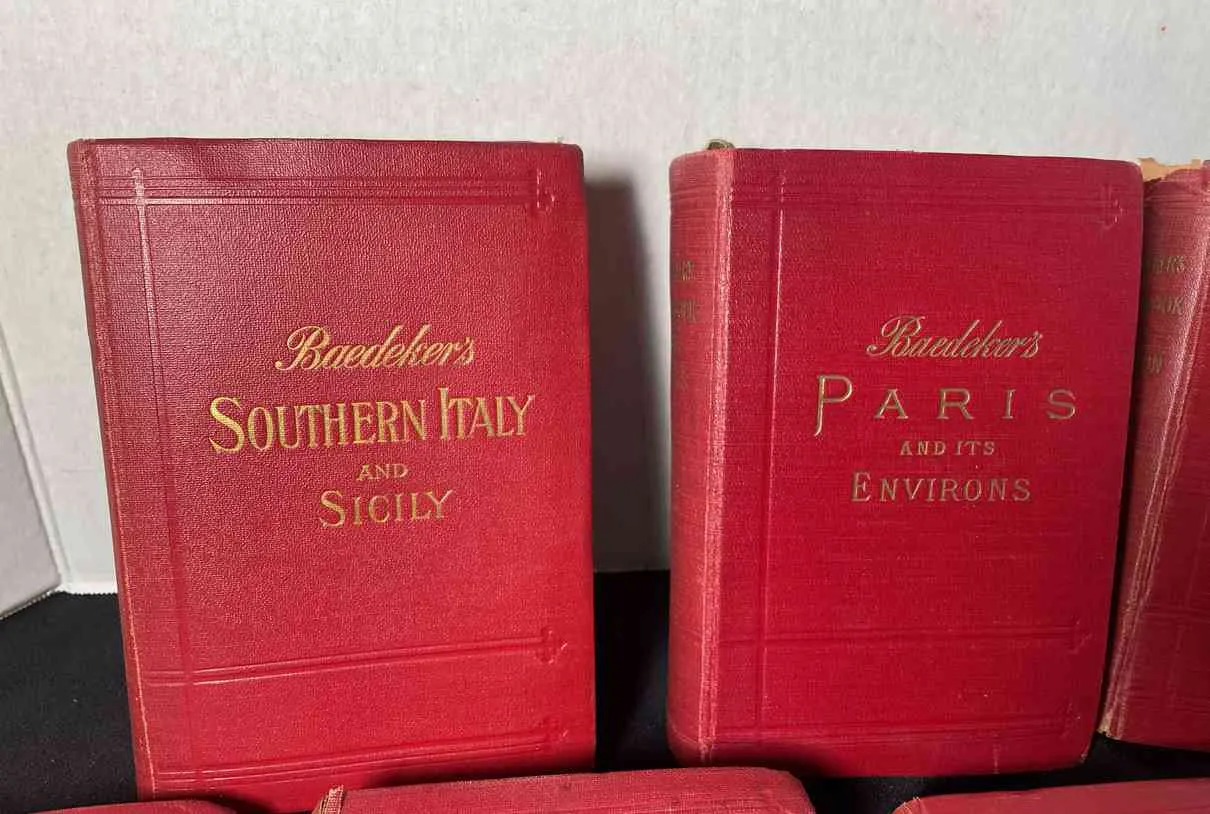 Baedeker's
SOUTHERN ITALY
AND
SICILY
Baedeker's
PARIS
AND ITS
ENVIRONS